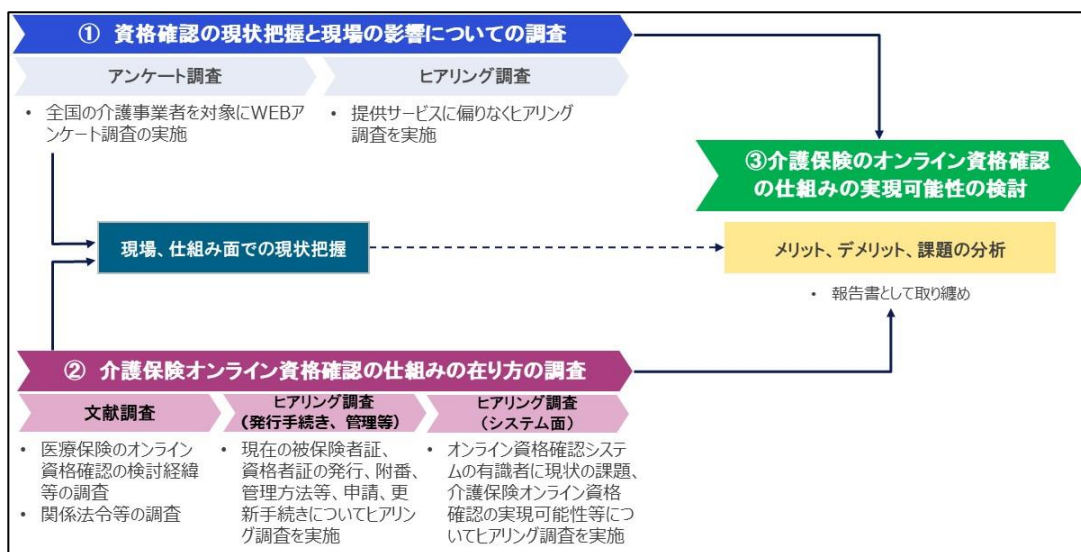 ① 資格確認の現状把握と現場の影響についての調査
アンケート調査
ヒアリング調査
• 全国の介護事業者を対象にWEBア
ンケート調査の実施
• 提供サービスに偏りなくヒアリング
調査を実施
③介護保険のオンライン資格確認
の仕組みの実現可能性の検討
現場、仕組み面での現状把握
メリット、デメリット、課題の分析
• 報告書として取り纏め
② 介護保険オンライン資格確認の仕組みの在り方の調査
文献調査
ヒアリング調査
(発行手続き、管理等)
ヒアリング調査
(システム面)
• 医療保険のオンライン
資格確認の検討経緯
等の調査
• 関係法令等の調査
• 現在の被保険者証、
資格者証の発行、附番、
管理方法等、申請、更
新手続きについてヒアリン
グ調査を実施
• オンライン資格確認システ
ムの有識者に現状の課題、
介護保険オンライン資格
確認の実現可能性等につ
いてヒアリング調査を実施